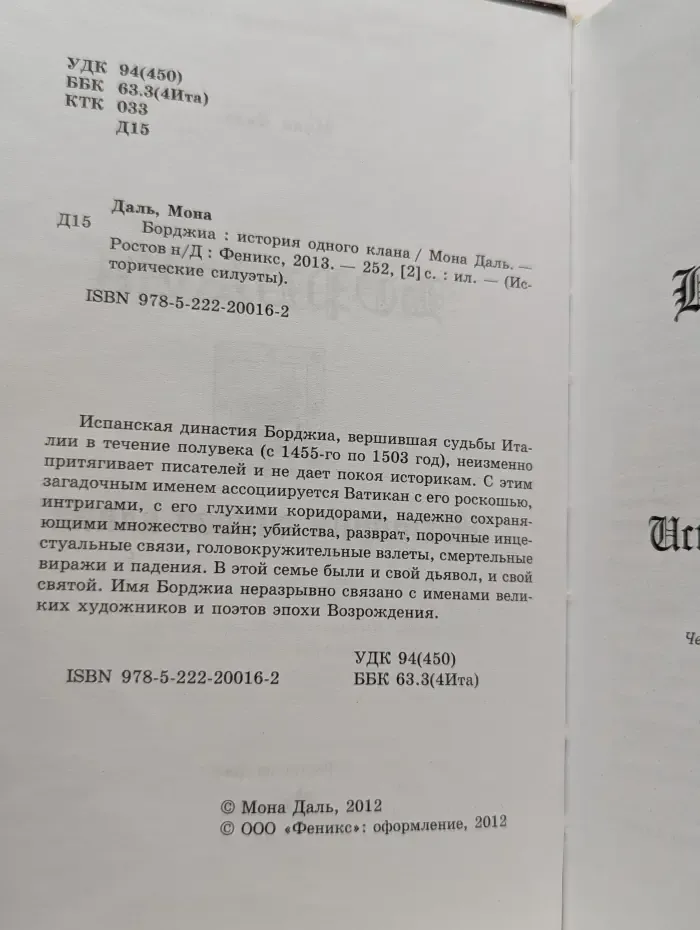 УДК 94(450)
ББК 63.3(4Ита)
КТК 033
Д15
Даль, Мона
Д15 Борджиа : история одного клана / Мона Даль. —
Ростов н/Д : Феникс, 2013. — 252, [2] с. : ил. — (Ис-
торические силуэты).
ISBN 978-5-222-20016-2
Испанская династия Борджиа, вершившая судьбы Ита-
лии в течение полувека (с 1455-го по 1503 год), неизменно
притягивает писателей и не дает покоя историкам. С этим
загадочным именем ассоциируется Ватикан с его роскошью,
интригами, с его глухими коридорами, надежно сохраня-
ющими множество тайн; убийства, разврат, порочные инце-
стуальные связи, головокружительные взлеты, смертельные
виражи и падения. В этой семье были и свой дьявол, и свой
святой. Имя Борджиа неразрывно связано с именами вели-
ких художников и поэтов эпохи Возрождения.
УДК 94(450)
ISBN 978-5-222-20016-2 ББК 63.3(4Ита)
© Мона Даль, 2012
© ООО «Феникс»: оформление, 2012